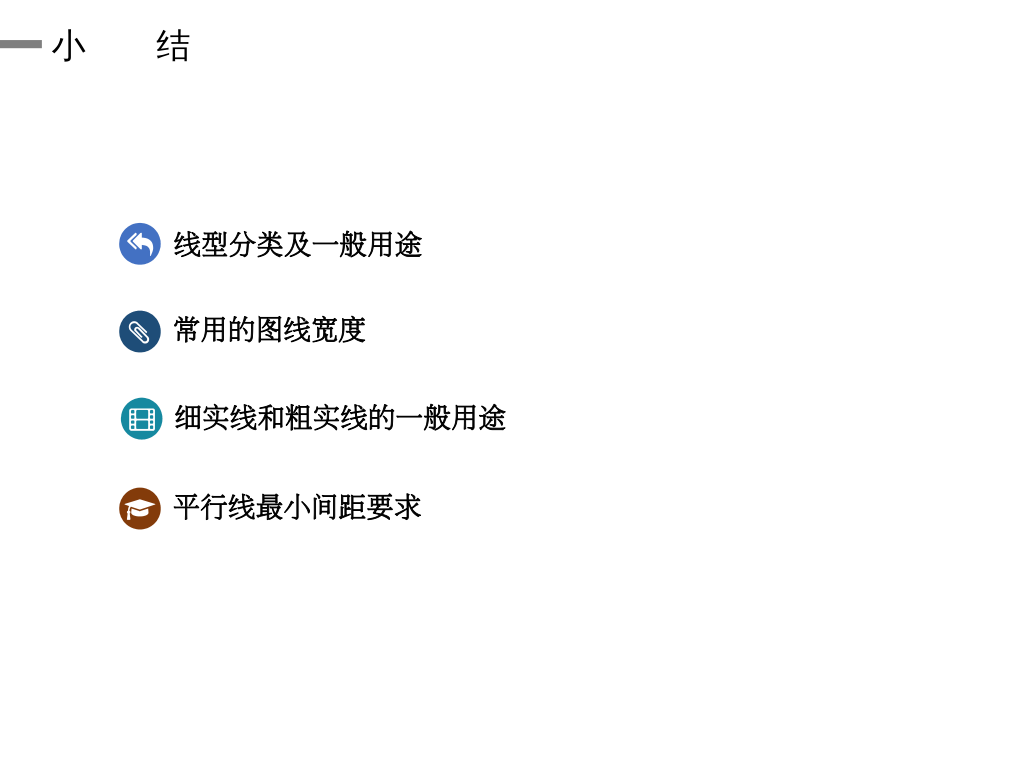 小 结
线型分类及一般用途
常用的图线宽度
细实线和粗实线的一般用途
平行线最小间距要求